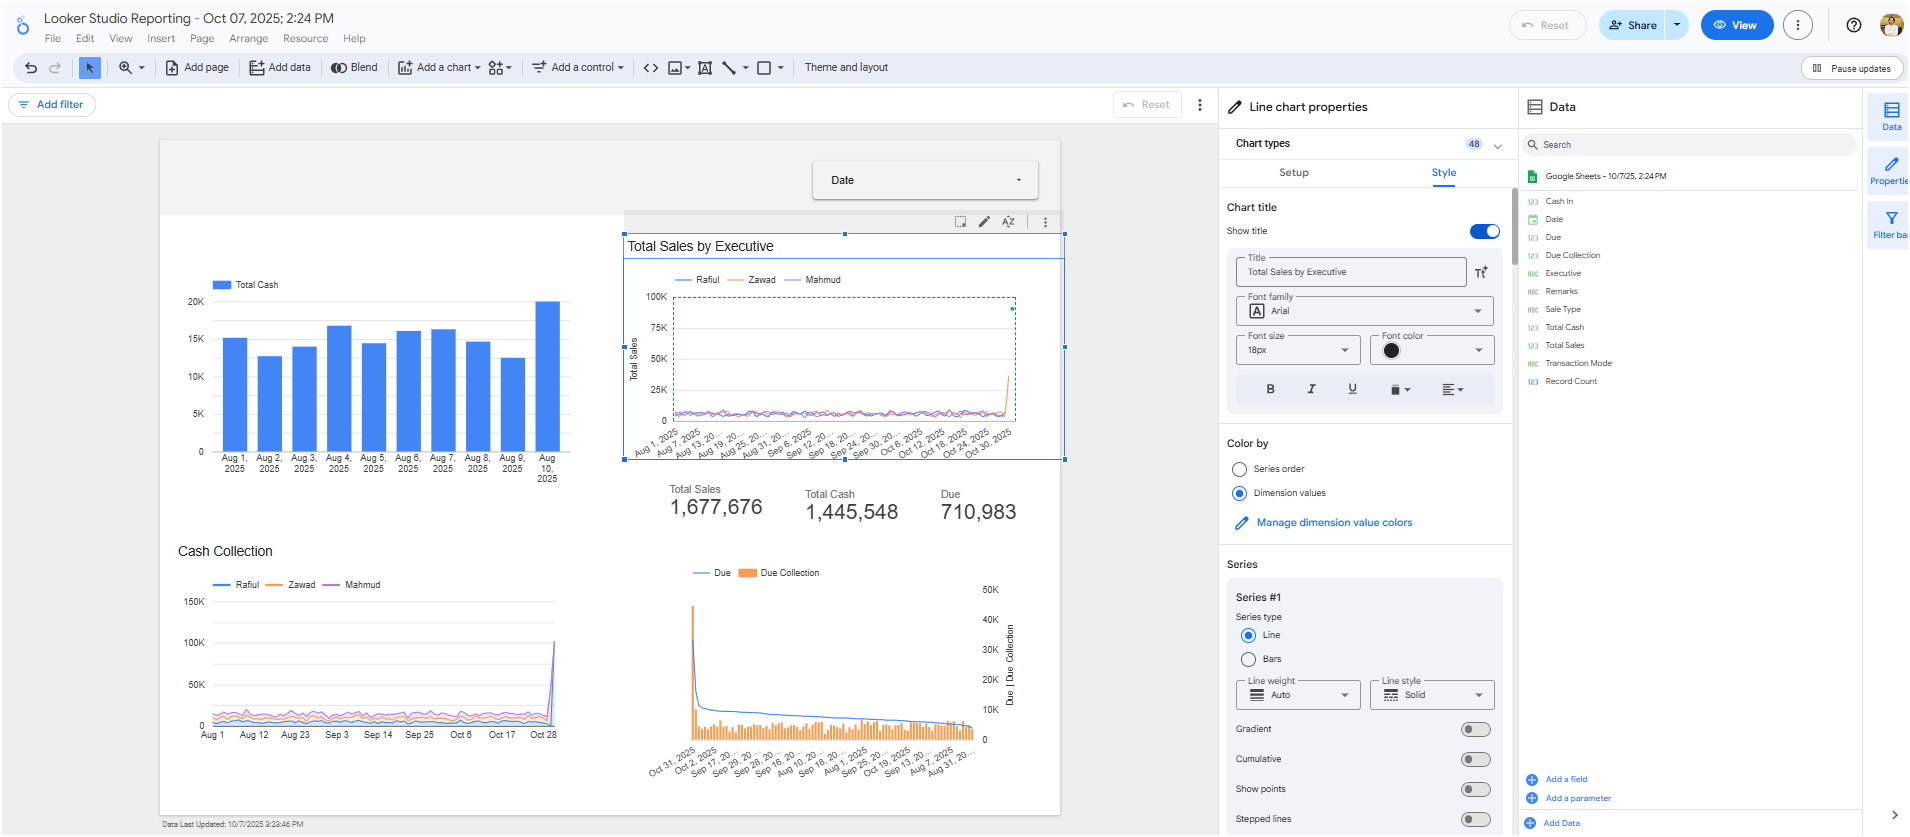 Looker Studio Reporting - Oct 07, 2025; 2:24 PM
File Edit View Insert Page Arrange Resource Help
Reset
Share
View
Add page
Add data
Blend
Add a chart
Add a control
Theme and layout
Pause updates
Add filter
Reset
Date
Total Cash
20K
15K
10K
5K
0
Aug 1, 2025
Aug 2, 2025
Aug 3, 2025
Aug 4, 2025
Aug 5, 2025
Aug 6, 2025
Aug 7, 2025
Aug 8, 2025
Aug 9, 2025
Aug 10, 2025
Total Sales by Executive
Rafiul Zawad Mahmud
Total Sales
100K
75K
50K
25K
0
Aug 1, 2025
Aug 7, 2025
Aug 13, 20...
Aug 19, 20...
Aug 25, 20...
Aug 31, 20...
Sep 6, 2025
Sep 12, 20...
Sep 18, 20...
Sep 24, 20...
Sep 30, 20...
Oct 6, 2025
Oct 12, 2025
Oct 18, 2025
Oct 24, 2025
Oct 30, 2025
Total Sales
1,677,676
Total Cash
1,445,548
Due
710,983
Cash Collection
Rafiul Zawad Mahmud
150K
100K
50K
0
Aug 1 Aug 12 Aug 23 Sep 3 Sep 14 Sep 25 Oct 6 Oct 17 Oct 28
Due Due Collection
50K
40K
30K
20K
10K
0
Due | Due Collection
Oct 31, 2025
Oct 2, 2025
Sep 17, 20...
Sep 29, 20...
Sep 28, 20...
Sep 16, 20...
Aug 10, 20...
Sep 18, 20...
Aug 1, 2025
Sep 25, 20...
Oct 19, 2025
Sep 13, 20...
Aug 7, 2025
Aug 31, 20...
Data Last Updated: 10/7/2025 3:23:46 PM
Line chart properties
Chart types 48
Setup Style
Chart title
Show title
Title
Total Sales by Executive
Font family
Arial
Font size
18px
Font color
B I U
Color by
Series order
Dimension values
Manage dimension value colors
Series
Series #1
Series type
Line
Bars
Line weight
Auto
Line style
Solid
Gradient
Cumulative
Show points
Stepped lines
Data
Search
Google Sheets - 10/7/25, 2:24 PM
123 Cash In
Date
123 Due
123 Due Collection
ABC Executive
ABC Remarks
ABC Sale Type
123 Total Cash
123 Total Sales
ABC Transaction Mode
123 Record Count
Add a field
Add a parameter
Add Data
Data
Propertie
Filter ba